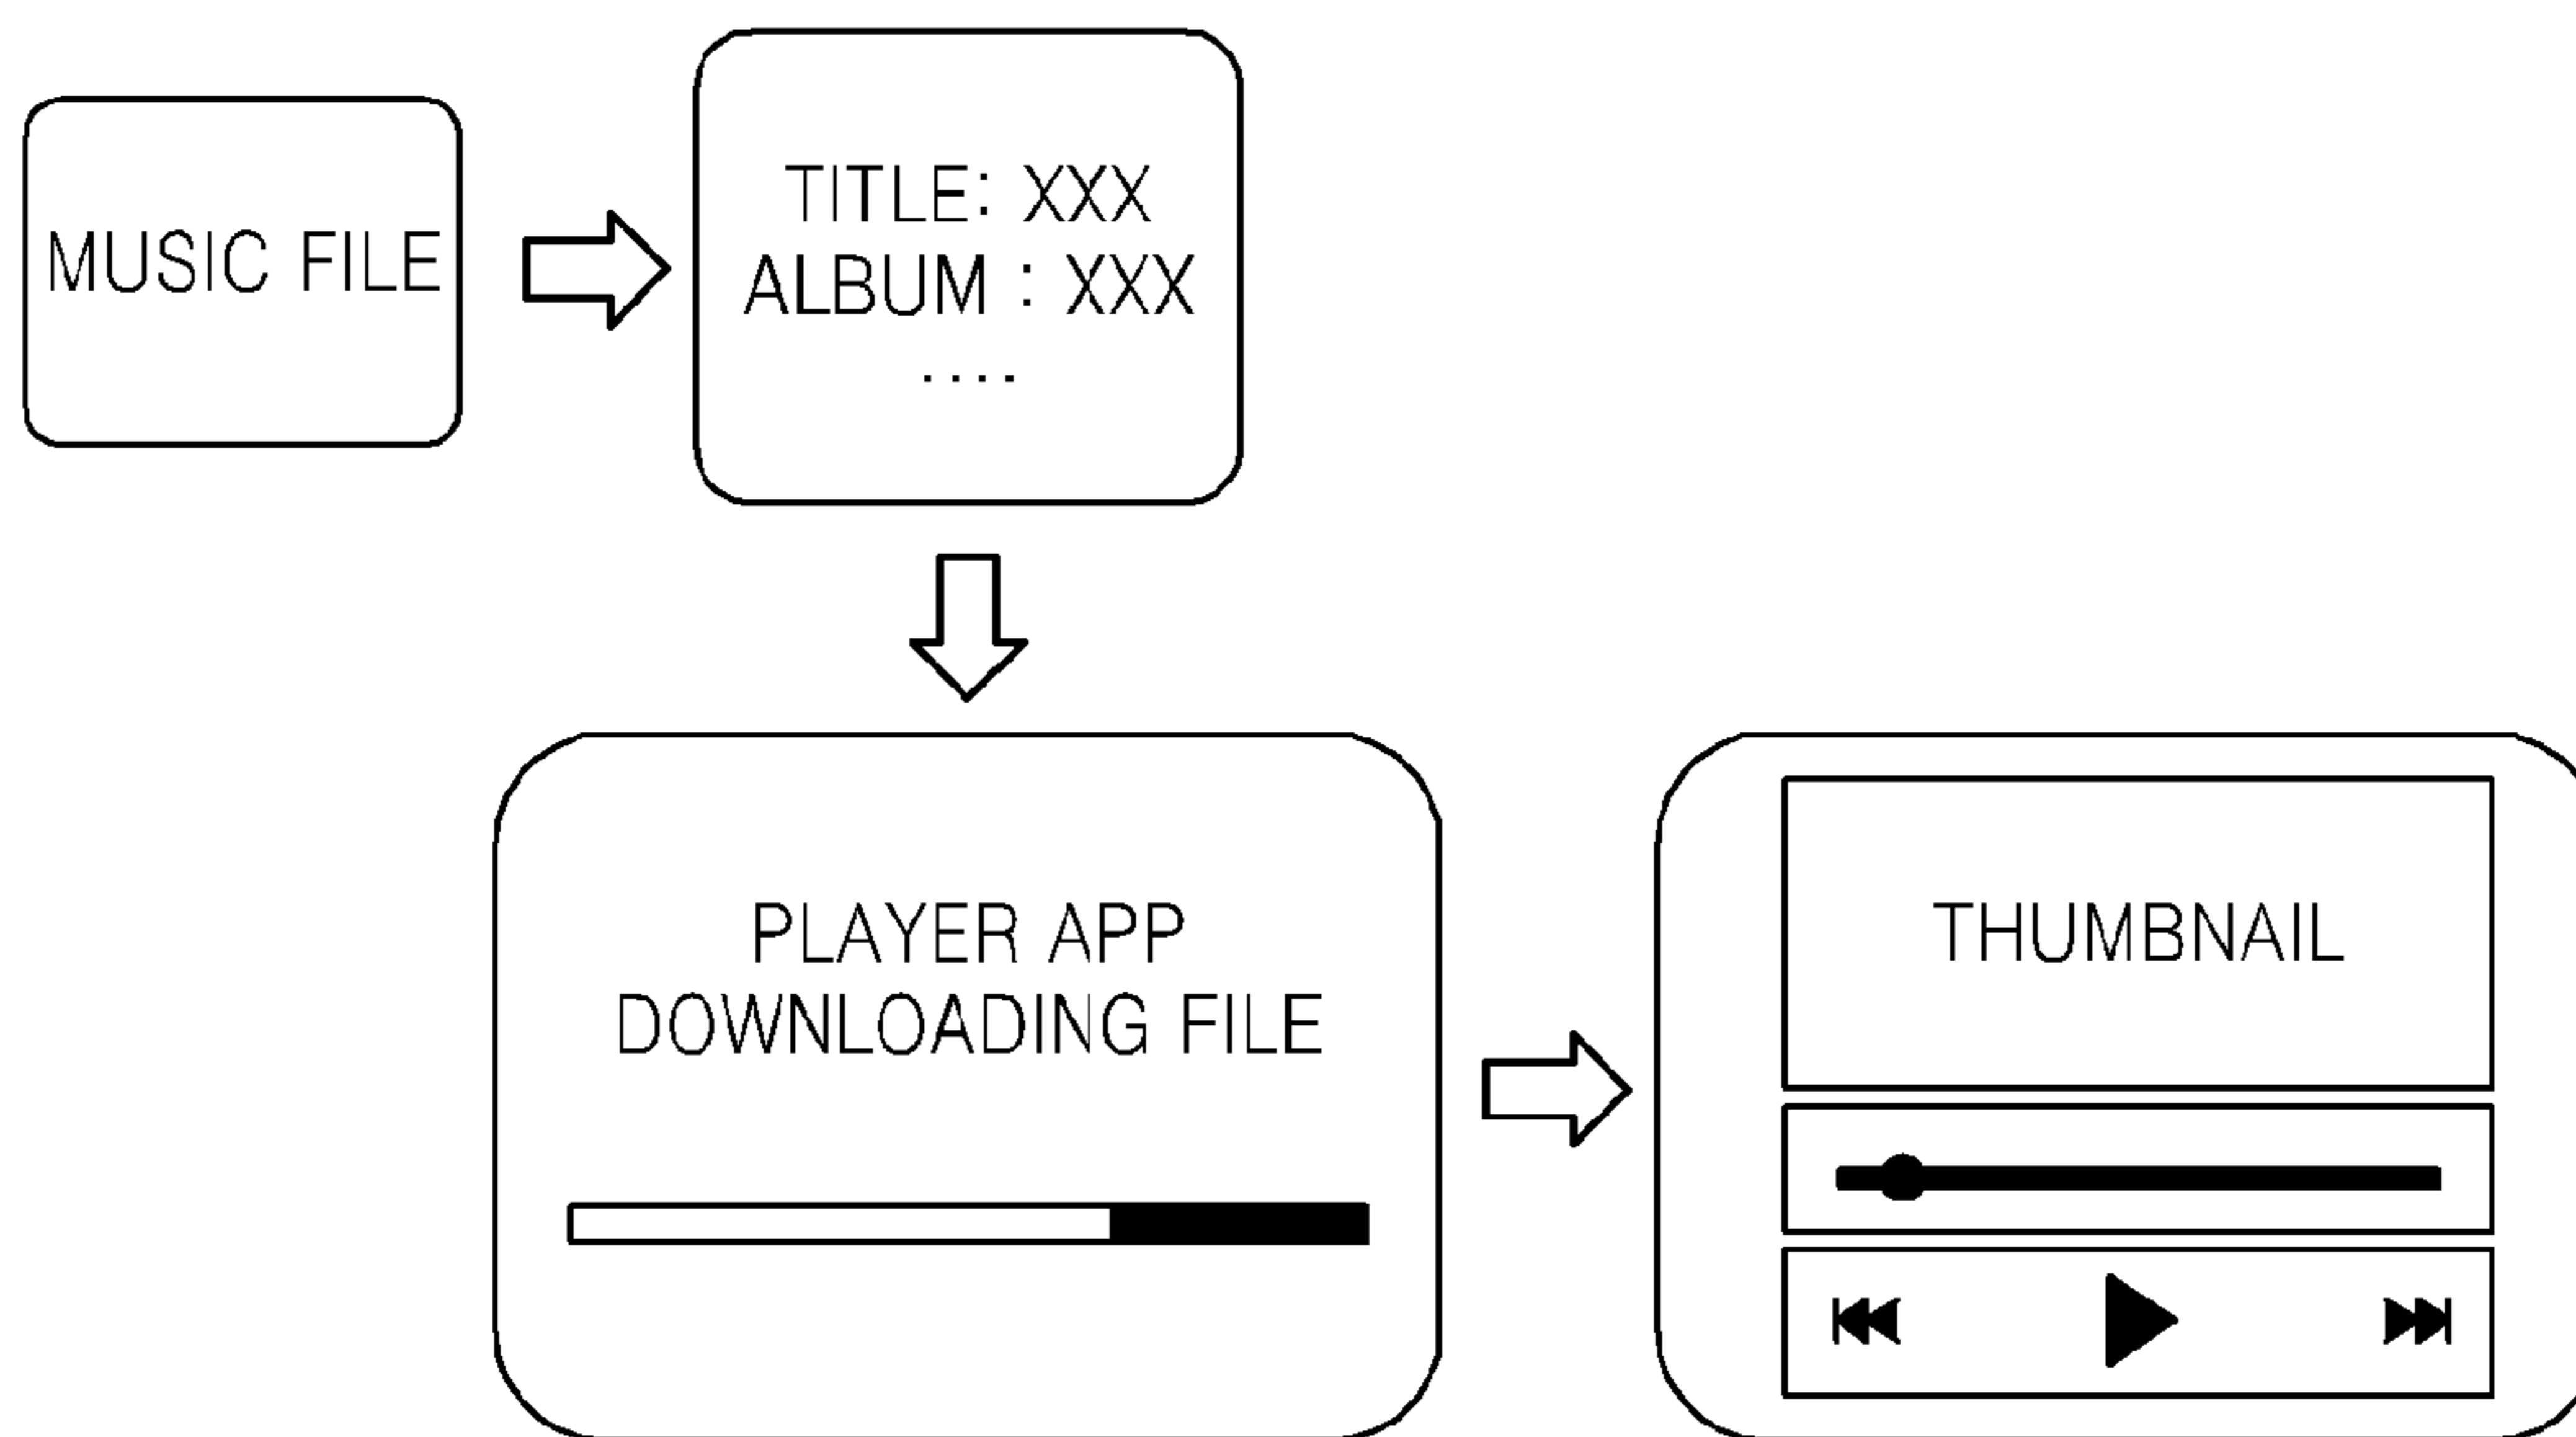 MUSIC FILE
TITLE: XXX
ALBUM : XXX
....
PLAYER APP
DOWNLOADING FILE
THUMBNAIL